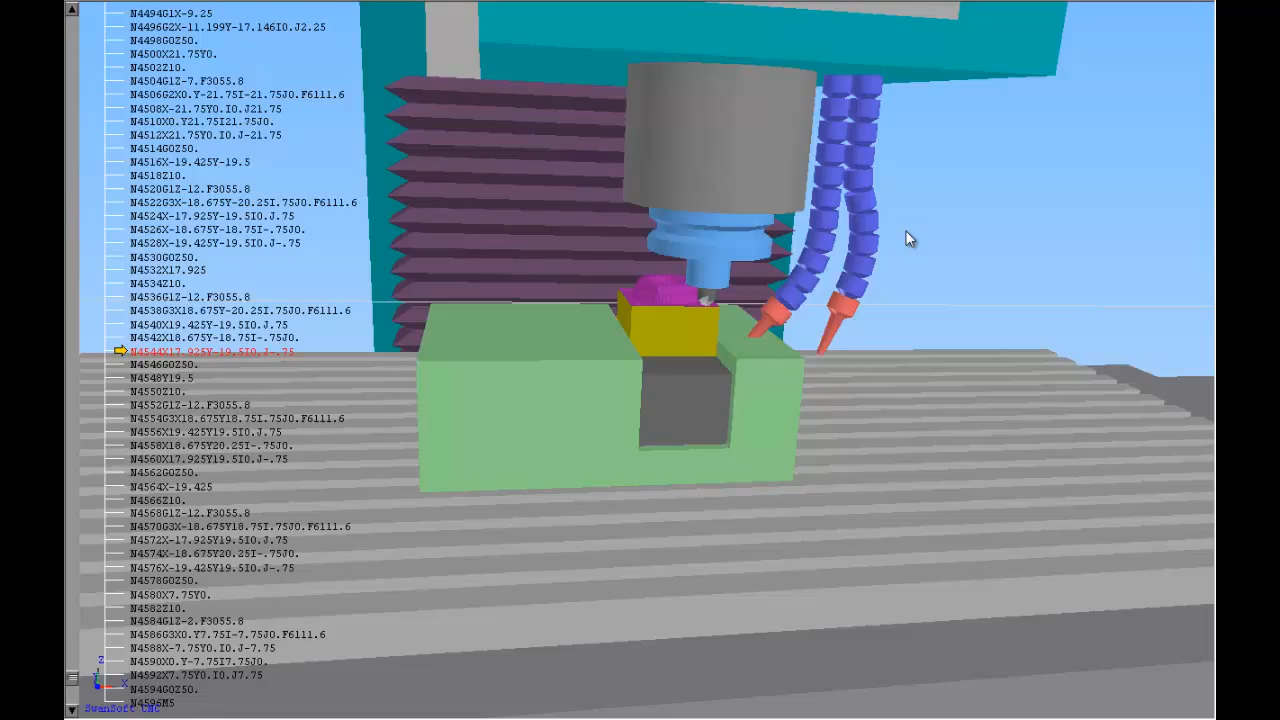 N4494G1X-9.25
N4496G2X-11.199Y-17.146I0.J2.25
N4498G0Z50.
N4500X21.75Y0.
N4502Z10.
N4504G1Z-7.F3055.8
N4506G2X0.Y-21.75I-21.75J0.F6111.6
N4508X-21.75Y0.I0.J21.75
N4510X0.Y21.75I21.75J0.
N4512X21.75Y0.I0.J-21.75
N4514G0Z50.
N4516X-19.425Y-19.5
N4518Z10.
N4520G1Z-12.F3055.8
N4522G3X-18.675Y-20.25I.75J0.F6111.6
N4524X-17.925Y-19.5I0.J.75
N4526X-18.675Y-18.75I-.75J0.
N4528X-19.425Y-19.5I0.J-.75
N4530G0Z50.
N4532X17.925
N4534Z10.
N4536G1Z-12.F3055.8
N4538G3X18.675Y-20.25I.75J0.F6111.6
N4540X19.425Y-19.5I0.J.75
N4542X18.675Y-18.75I-.75J0.
N4544X17.925Y-19.5I0.J-.75
N4546G0Z50.
N4548Y19.5
N4550Z10.
N4552G1Z-12.F3055.8
N4554G3X18.675Y18.75I.75J0.F6111.6
N4556X19.425Y19.5I0.J.75
N4558X18.675Y20.25I-.75J0.
N4560X17.925Y19.5I0.J-.75
N4562G0Z50.
N4564X-19.425
N4566Z10.
N4568G1Z-12.F3055.8
N4570G3X-18.675Y18.75I.75J0.F6111.6
N4572X-17.925Y19.5I0.J.75
N4574X-18.675Y20.25I-.75J0.
N4576X-19.425Y19.5I0.J-.75
N4578G0Z50.
N4580X7.75Y0.
N4582Z10.
N4584G1Z-2.F3055.8
N4586G3X0.Y7.75I-7.75J0.F6111.6
N4588X-7.75Y0.I0.J-7.75
N4590X0.Y-7.75I7.75J0.
N4592X7.75Y0.I0.J7.75
N4594G0Z50.
N4596M5
Z
Y
X
SwanSoft CNC